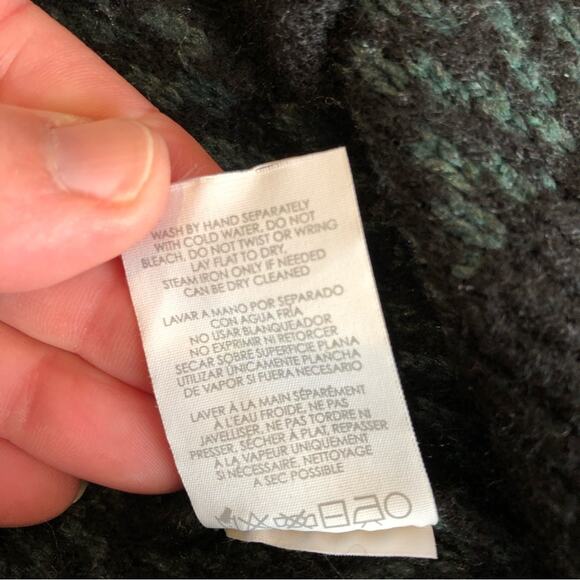 WASH BY HAND SEPARATELY
WITH COLD WATER, DO NOT
BLEACH, DO NOT TWIST OR WRING
LAY FLAT TO DRY,
STEAM IRON ONLY IF NEEDED
CAN BE DRY CLEANED
LAVAR A MANO POR SEPARADO
CON AGUA FRÍA
NO USAR BLANQUEADOR
NO EXPRIMIR NI RETORCER
SECAR SOBRE SUPERFICIE PLANA
UTILIZAR ÚNICAMENTE PLANCHA
DE VAPOR SI FUERA NECESARIO
LAVER À LA MAIN SÉPARÉMENT
À L'EAU FROIDE, NE PAS
JAVELLISER, NE PAS TORDRE NI
PRESSER, SÉCHER À PLAT, REPASSER
À LA VAPEUR UNIQUEMENT
SI NÉCESSAIRE, NETTOYAGE
A SEC POSSIBLE